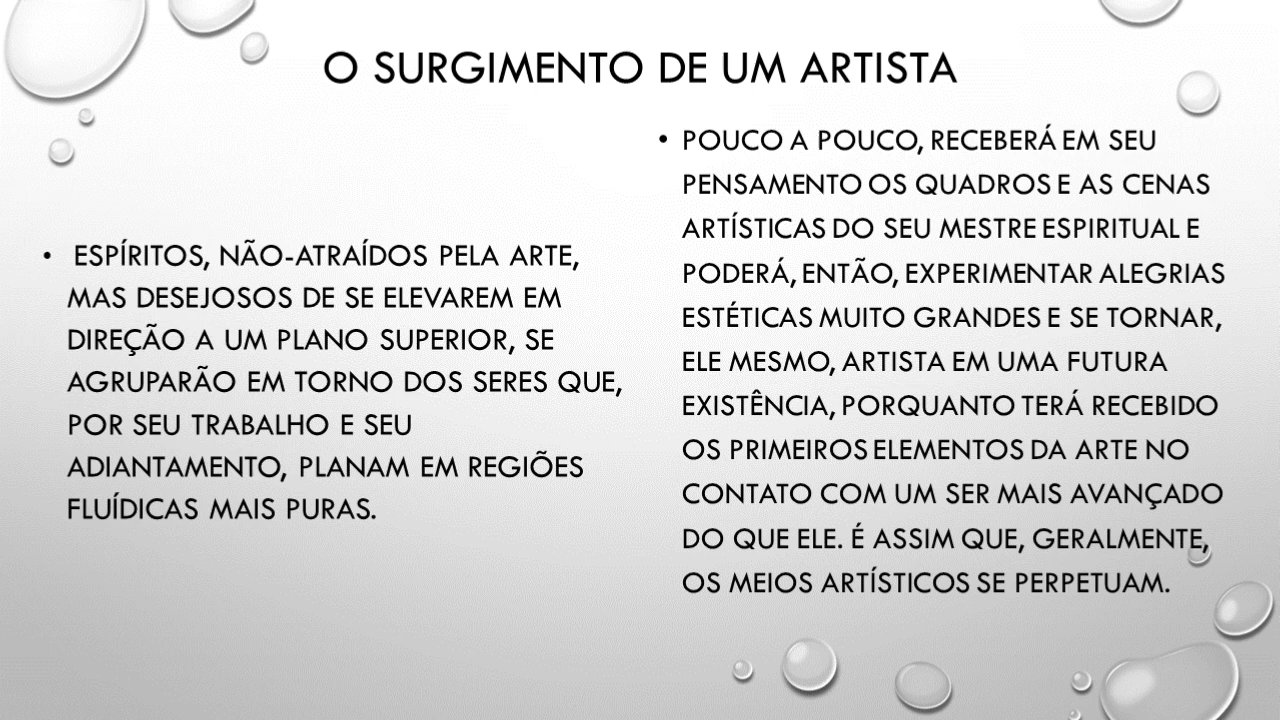 O SURGIMENTO DE UM ARTISTA
• ESPÍRITOS, NÃO-ATRAÍDOS PELA ARTE,
MAS DESEJOSOS DE SE ELEVAREM EM
DIREÇÃO A UM PLANO SUPERIOR, SE
AGRUPARÃO EM TORNO DOS SERES QUE,
POR SEU TRABALHO E SEU
ADIANTAMENTO, PLANAM EM REGIÕES
FLUÍDICAS MAIS PURAS.
• POUCO A POUCO, RECEBERÁ EM SEU
PENSAMENTO OS QUADROS E AS CENAS
ARTÍSTICAS DO SEU MESTRE ESPIRITUAL E
PODERÁ, ENTÃO, EXPERIMENTAR ALEGRIAS
ESTÉTICAS MUITO GRANDES E SE TORNAR,
ELE MESMO, ARTISTA EM UMA FUTURA
EXISTÊNCIA, PORQUANTO TERÁ RECEBIDO
OS PRIMEIROS ELEMENTOS DA ARTE NO
CONTATO COM UM SER MAIS AVANÇADO
DO QUE ELE. É ASSIM QUE, GERALMENTE,
OS MEIOS ARTÍSTICOS SE PERPETUAM.